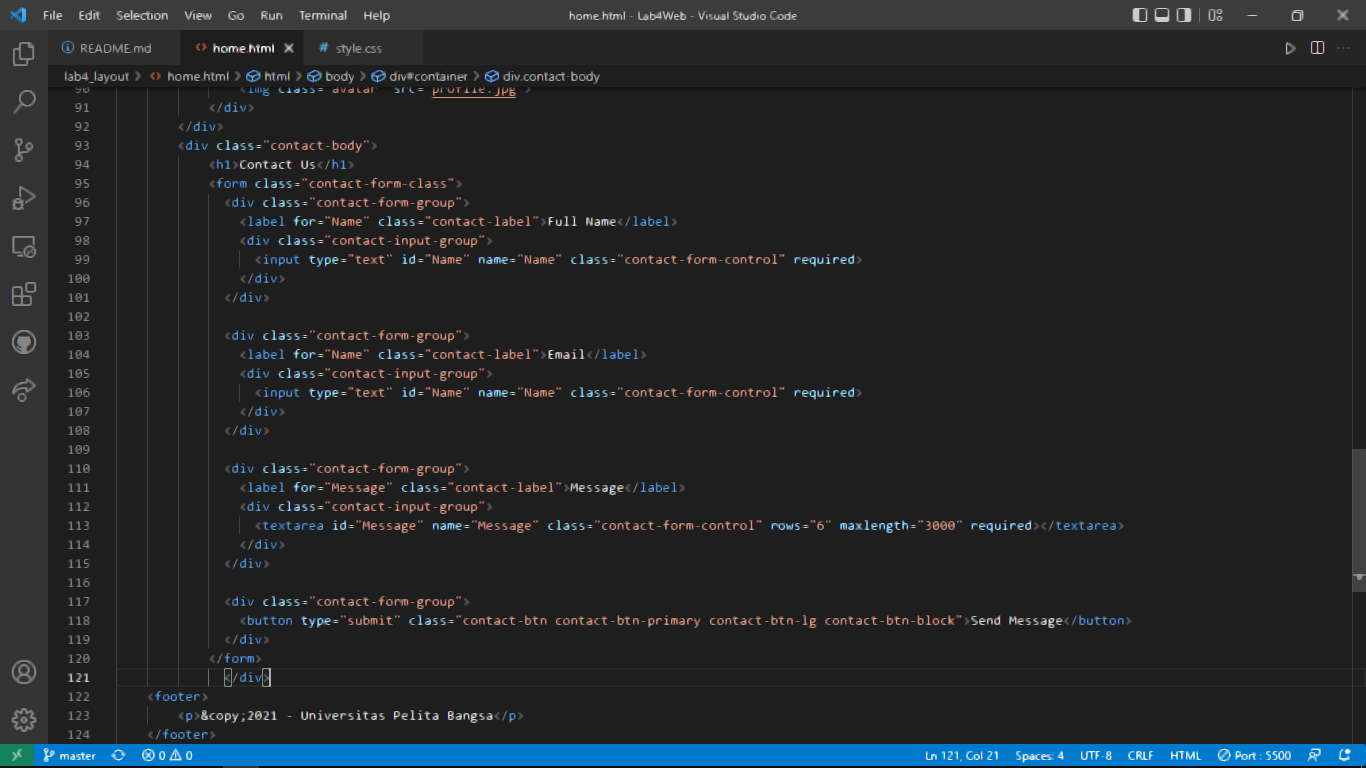 File Edit Selection View Go Run Terminal Help home.html - Lab4Web - Visual Studio Code
README.md home.html style.css
lab4_layout > home.html > html > body > div#container > div.contact-body
90 <img class="avatar" src="profile.jpg">
91 </div>
92 </div>
93 <div class="contact-body">
94 <h1>Contact Us</h1>
95 <form class="contact-form-class">
96 <div class="contact-form-group">
97 <label for="Name" class="contact-label">Full Name</label>
98 <div class="contact-input-group">
99 <input type="text" id="Name" name="Name" class="contact-form-control" required>
100 </div>
101 </div>
102
103 <div class="contact-form-group">
104 <label for="Name" class="contact-label">Email</label>
105 <div class="contact-input-group">
106 <input type="text" id="Name" name="Name" class="contact-form-control" required>
107 </div>
108 </div>
109
110 <div class="contact-form-group">
111 <label for="Message" class="contact-label">Message</label>
112 <div class="contact-input-group">
113 <textarea id="Message" name="Message" class="contact-form-control" rows="6" maxlength="3000" required></textarea>
114 </div>
115 </div>
116
117 <div class="contact-form-group">
118 <button type="submit" class="contact-btn contact-btn-primary contact-btn-lg contact-btn-block">Send Message</button>
119 </div>
120 </form>
121 </div>
122 <footer>
123 <p>&copy;2021 - Universitas Pelita Bangsa</p>
124 </footer>
master 0 0 Ln 121, Col 21 Spaces: 4 UTF-8 CRLF HTML Port : 5500